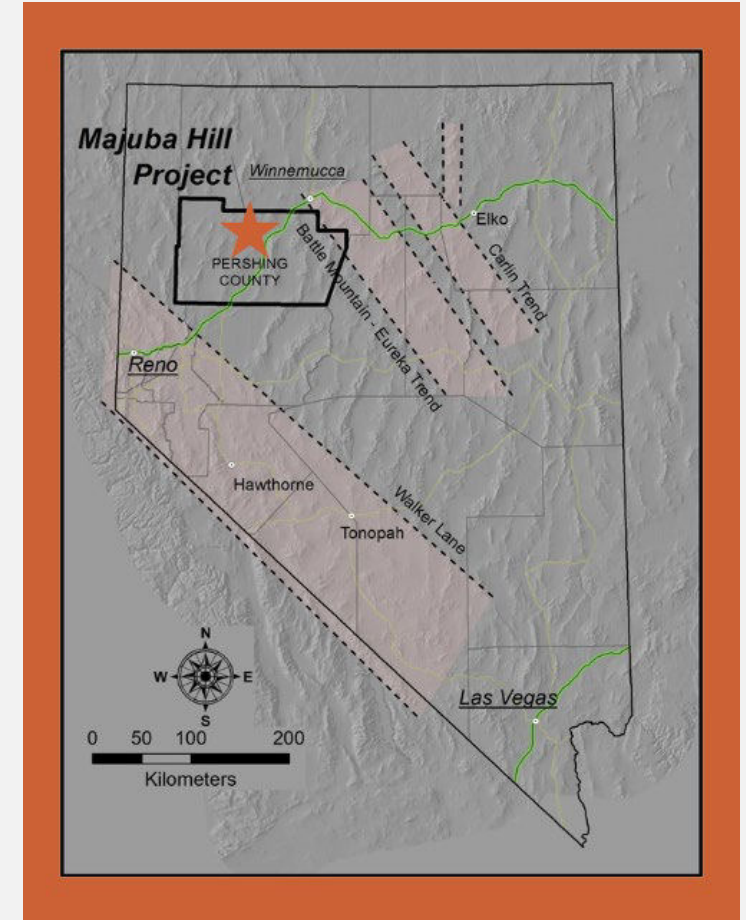 Majuba Hill
Project
Winnemucca
Elko
PERSHING
COUNTY
Battle Mountain - Eureka Trend
Carlin Trend
Reno
Hawthorne
Walker Lane
Tonopah
N
W
E
S
Las Vegas
0 50 100 200
Kilometers